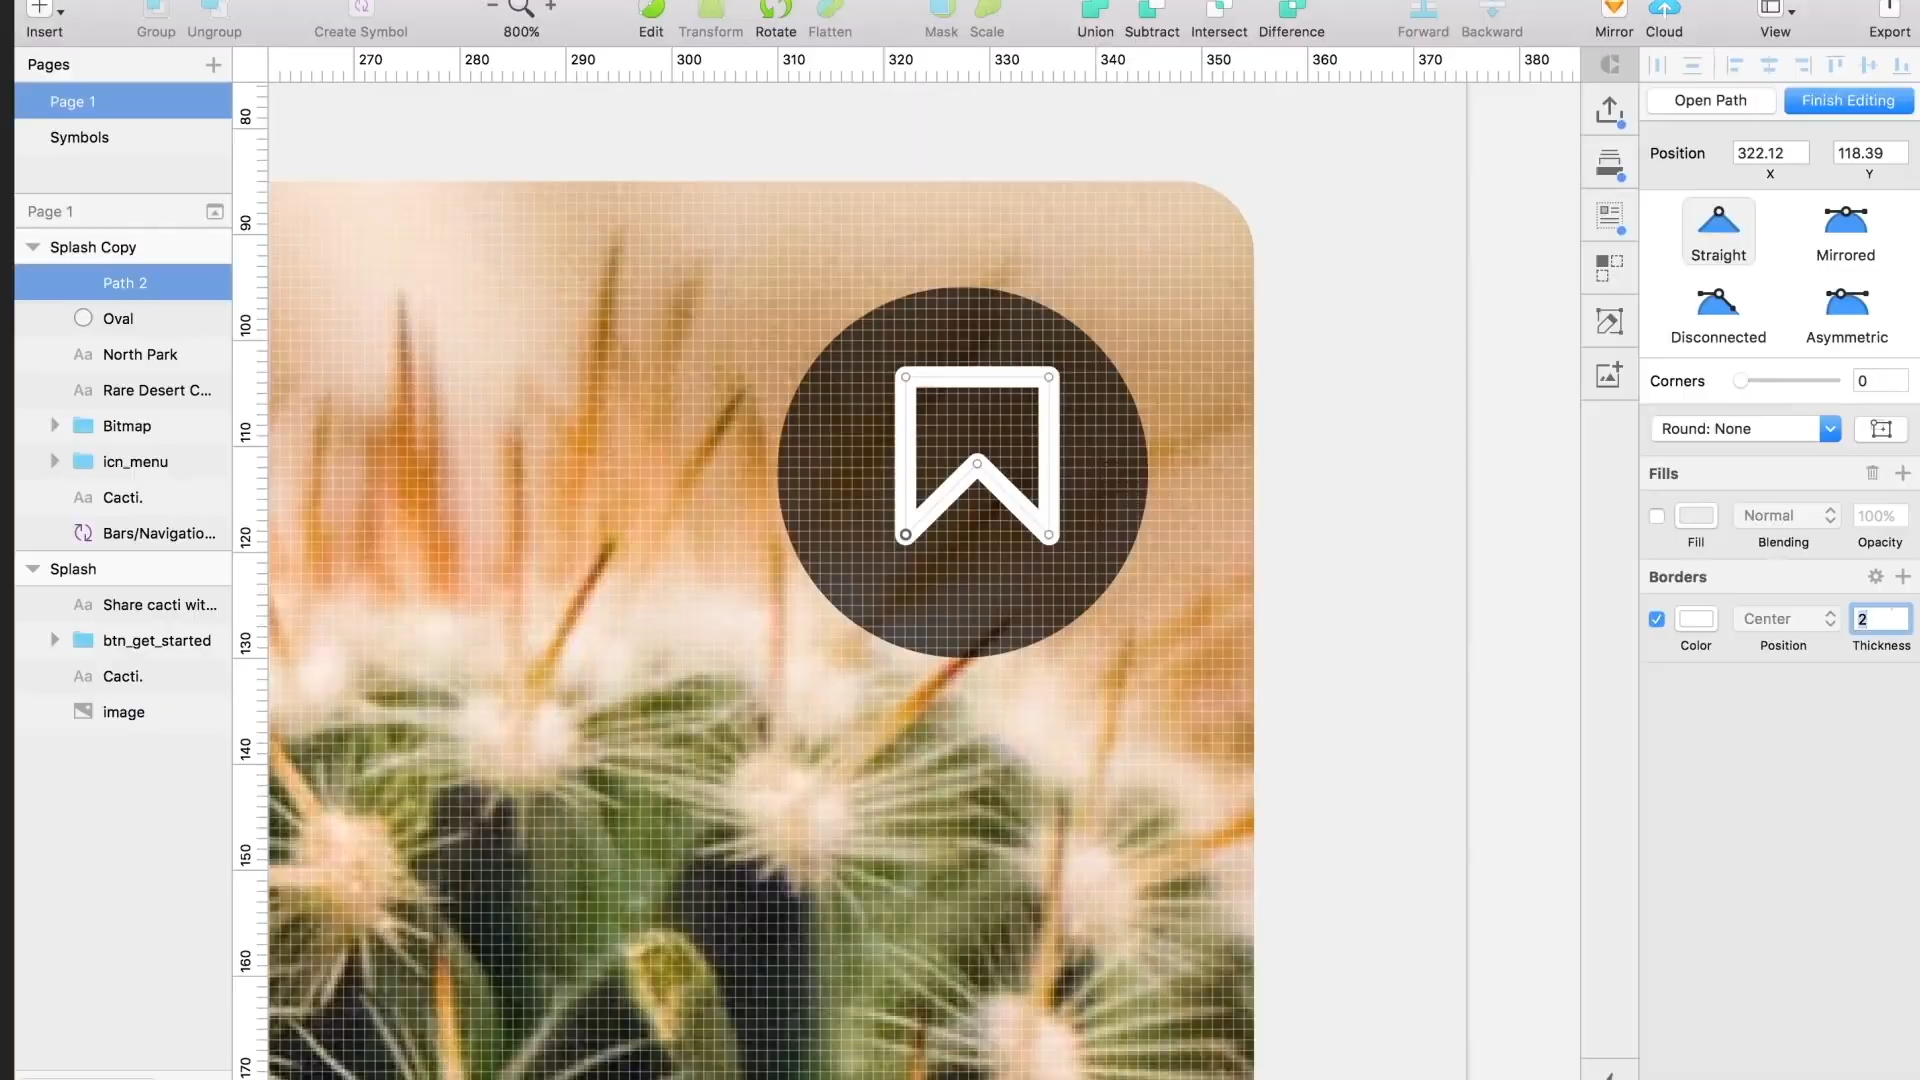 Insert
Group
Ungroup
Create Symbol
800%
Edit
Transform
Rotate
Flatten
Mask
Scale
Union
Subtract
Intersect
Difference
Forward
Backward
Mirror
Cloud
View
Export
Pages
270 280 290 300 310 320 330 340 350 360 370 380
Page 1
Symbols
Page 1
Splash Copy
Path 2
Oval
Aa North Park
Aa Rare Desert C...
Bitmap
icn_menu
Aa Cacti.
Bars/Navigatio...
Splash
Aa Share cacti wit...
btn_get_started
Aa Cacti.
image
80
90
100
110
120
130
140
150
160
170
Open Path
Finish Editing
Position 322.12 118.39
X Y
Straight
Mirrored
Disconnected
Asymmetric
Corners 0
Round: None
Fills
Normal 100%
Fill Blending Opacity
Borders
Center 2
Color Position Thickness